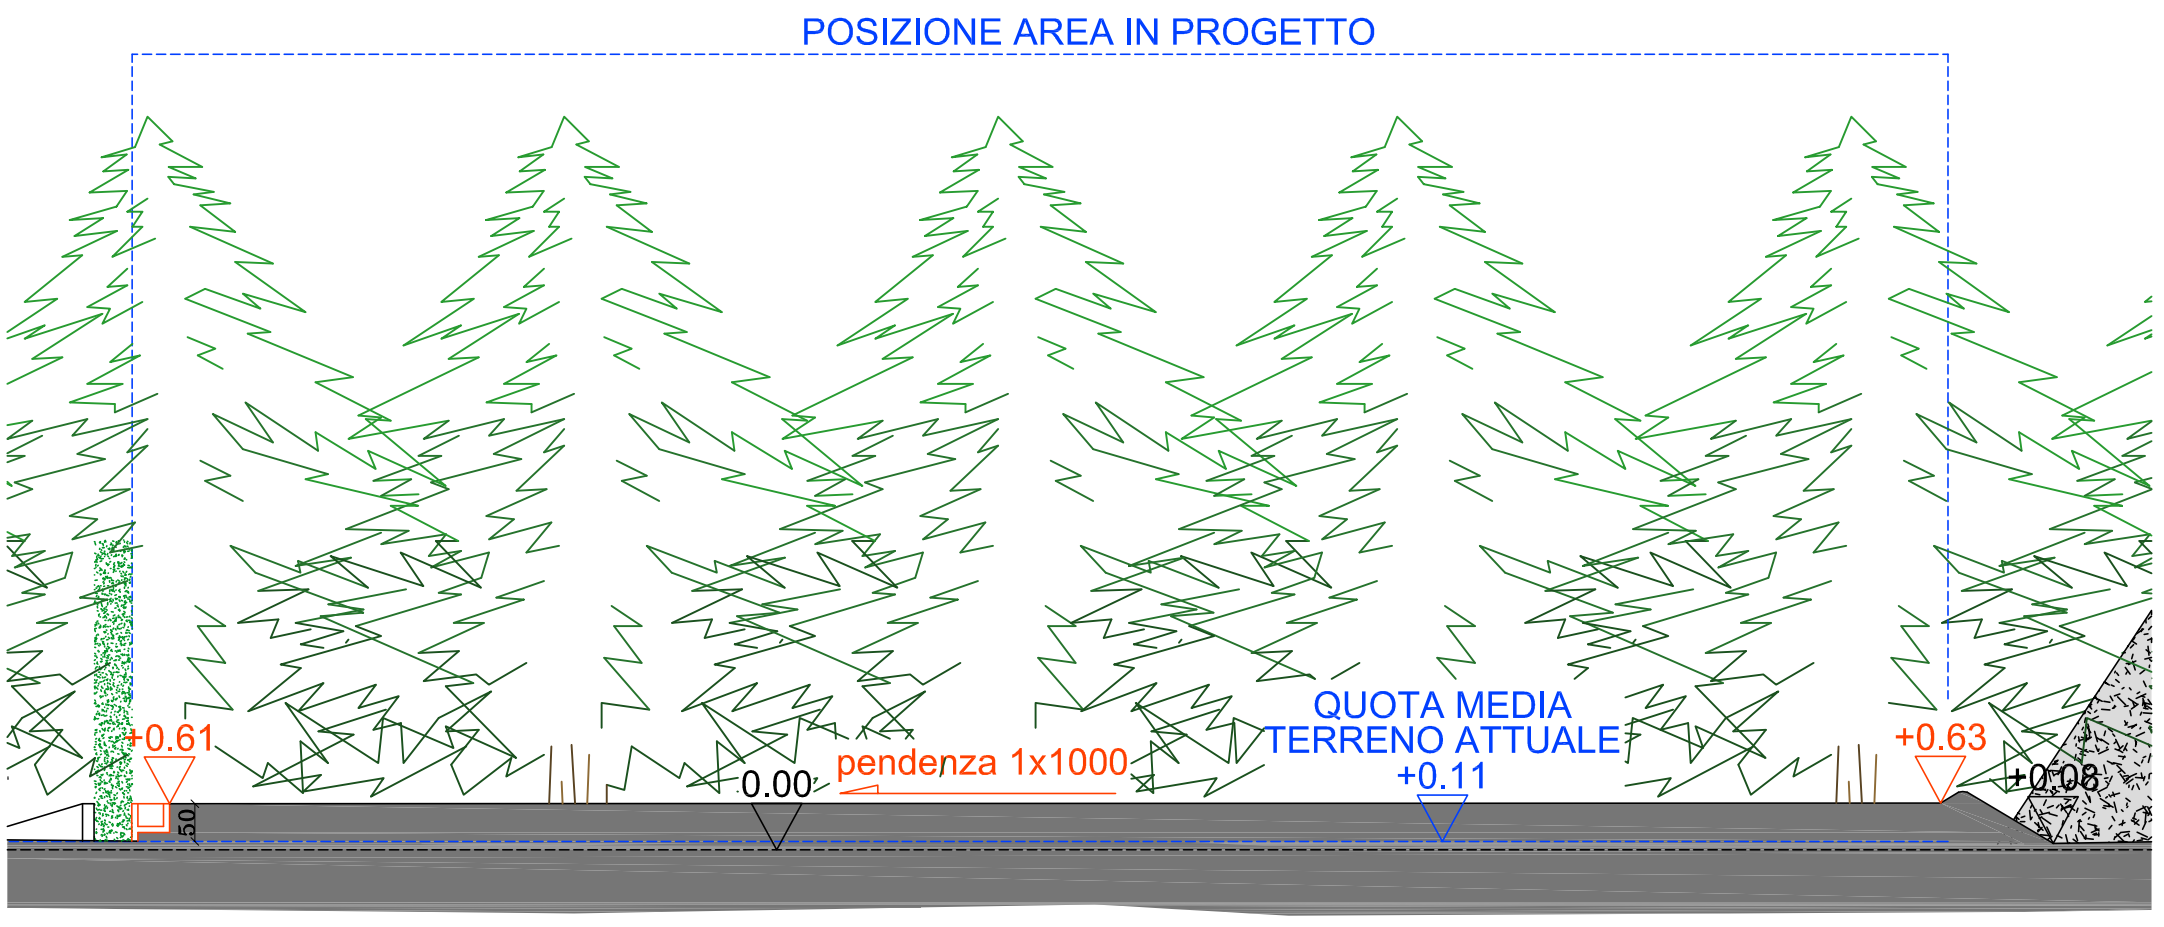 POSIZIONE AREA IN PROGETTO
QUOTA MEDIA
TERRENO ATTUALE
+0.11
+0.61
pendenza 1x1000
0.00
+0.63
+0.08
50